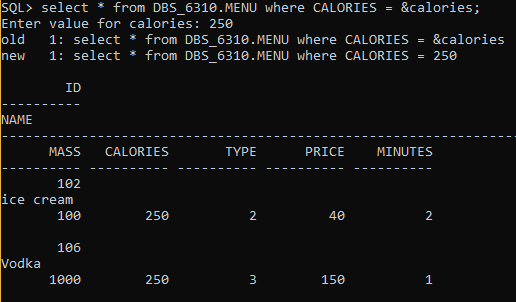 SQL> select * from DBS_6310.MENU where CALORIES = &calories;
Enter value for calories: 250
old   1: select * from DBS_6310.MENU where CALORIES = &calories
new   1: select * from DBS_6310.MENU where CALORIES = 250
        ID
----------
NAME
--------------------------------------------------------------------
      MASS   CALORIES       TYPE      PRICE    MINUTES
---------- ---------- ---------- ---------- ----------
       102
ice cream
       100        250          2         40          2
       106
Vodka
      1000        250          3        150          1